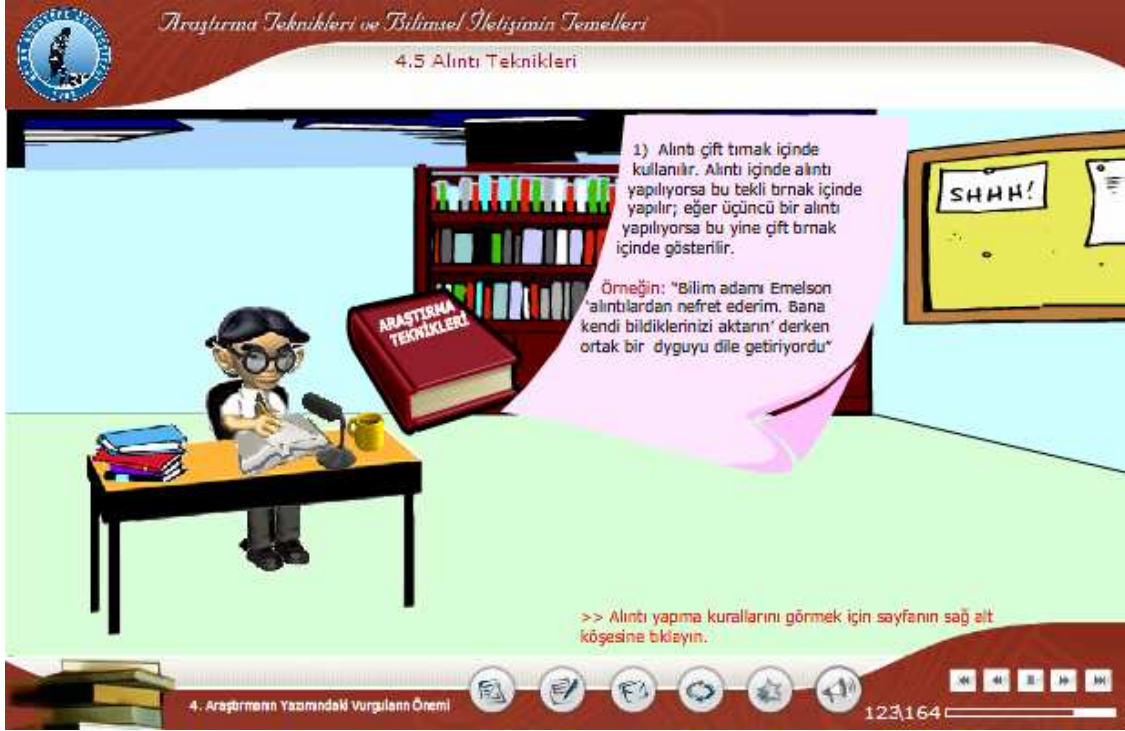 Araştırma Teknikleri ve Bilimsel İletişimin Temelleri
4.5 Alıntı Teknikleri
1) Alıntı çift tırnak içinde
kullanılır. Alıntı içinde alıntı
yapılıyorsa bu tekli tırnak içinde
yapılır; eğer üçüncü bir alıntı
yapılıyorsa bu yine çift tırnak
içinde gösterilir.
Örneğin: "Bilim adamı Emelson
'alıntılardan nefret ederim. Bana
kendi bildiklerinizi aktarın' derken
ortak bir dyguyu dile getiriyordu"
SHHH!
ARAŞTIRMA
TEKNİKLERİ
>> Alıntı yapma kurallarını görmek için sayfanın sağ alt
köşesine tıklayın.
4. Araştırmanın Yazımındaki Vurguların Önemi
123\164